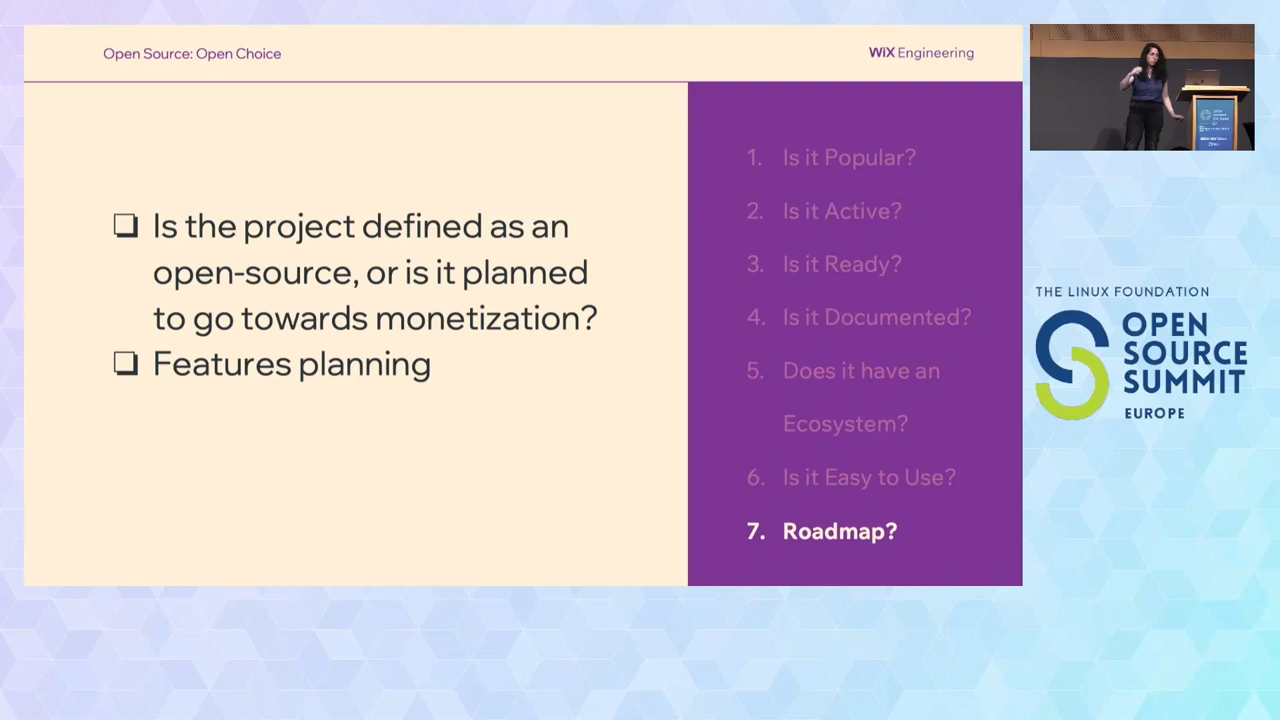 Open Source: Open Choice
WiX Engineering
❏ Is the project defined as an
open-source, or is it planned
to go towards monetization?
❏ Features planning
1. Is it Popular?
2. Is it Active?
3. Is it Ready?
4. Is it Documented?
5. Does it have an
Ecosystem?
6. Is it Easy to Use?
7. Roadmap?
THE LINUX FOUNDATION
OPEN
SOURCE
SUMMIT
EUROPE